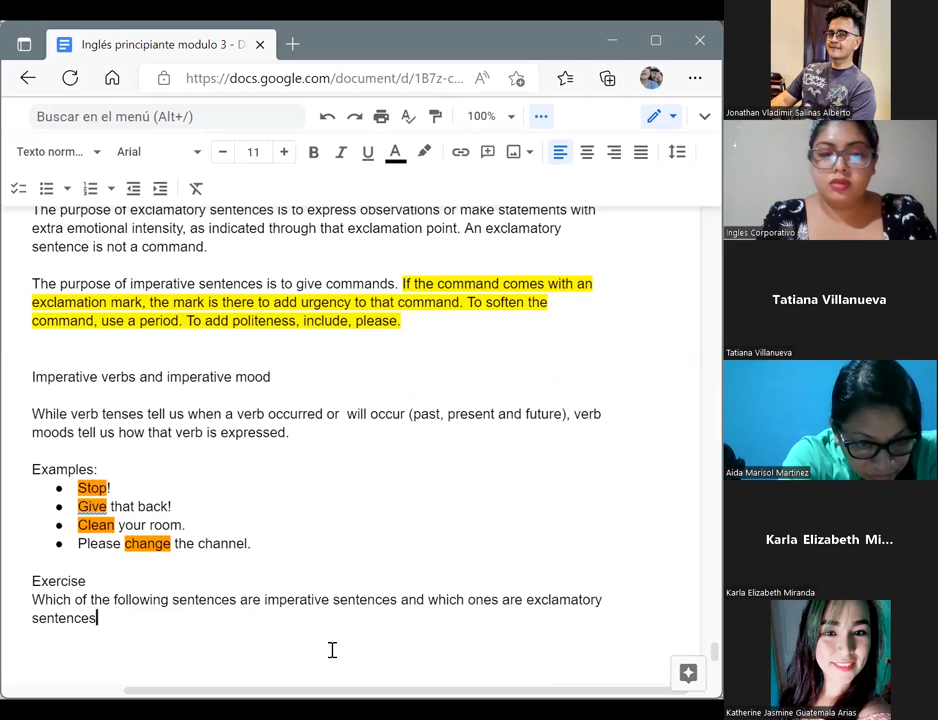 Inglés principiante modulo 3 - D
https://docs.google.com/document/d/1B7z-c...
Buscar en el menú (Alt+/)
100%
Texto norm...
Arial
11
The purpose of exclamatory sentences is to express observations or make statements with
extra emotional intensity, as indicated through that exclamation point. An exclamatory
sentence is not a command.
The purpose of imperative sentences is to give commands. If the command comes with an
exclamation mark, the mark is there to add urgency to that command. To soften the
command, use a period. To add politeness, include, please.
Imperative verbs and imperative mood
While verb tenses tell us when a verb occurred or will occur (past, present and future), verb
moods tell us how that verb is expressed.
Examples:
Stop!
Give that back!
Clean your room.
Please change the channel.
Exercise
Which of the following sentences are imperative sentences and which ones are exclamatory
sentences
Jonathan Vladimir Salinas Alberto
Ingles Corporativo
Tatiana Villanueva
Tatiana Villanueva
Aida Marisol Martinez
Karla Elizabeth Mi...
Karla Elizabeth Miranda
Katherine Jasmine Guatemala Arias